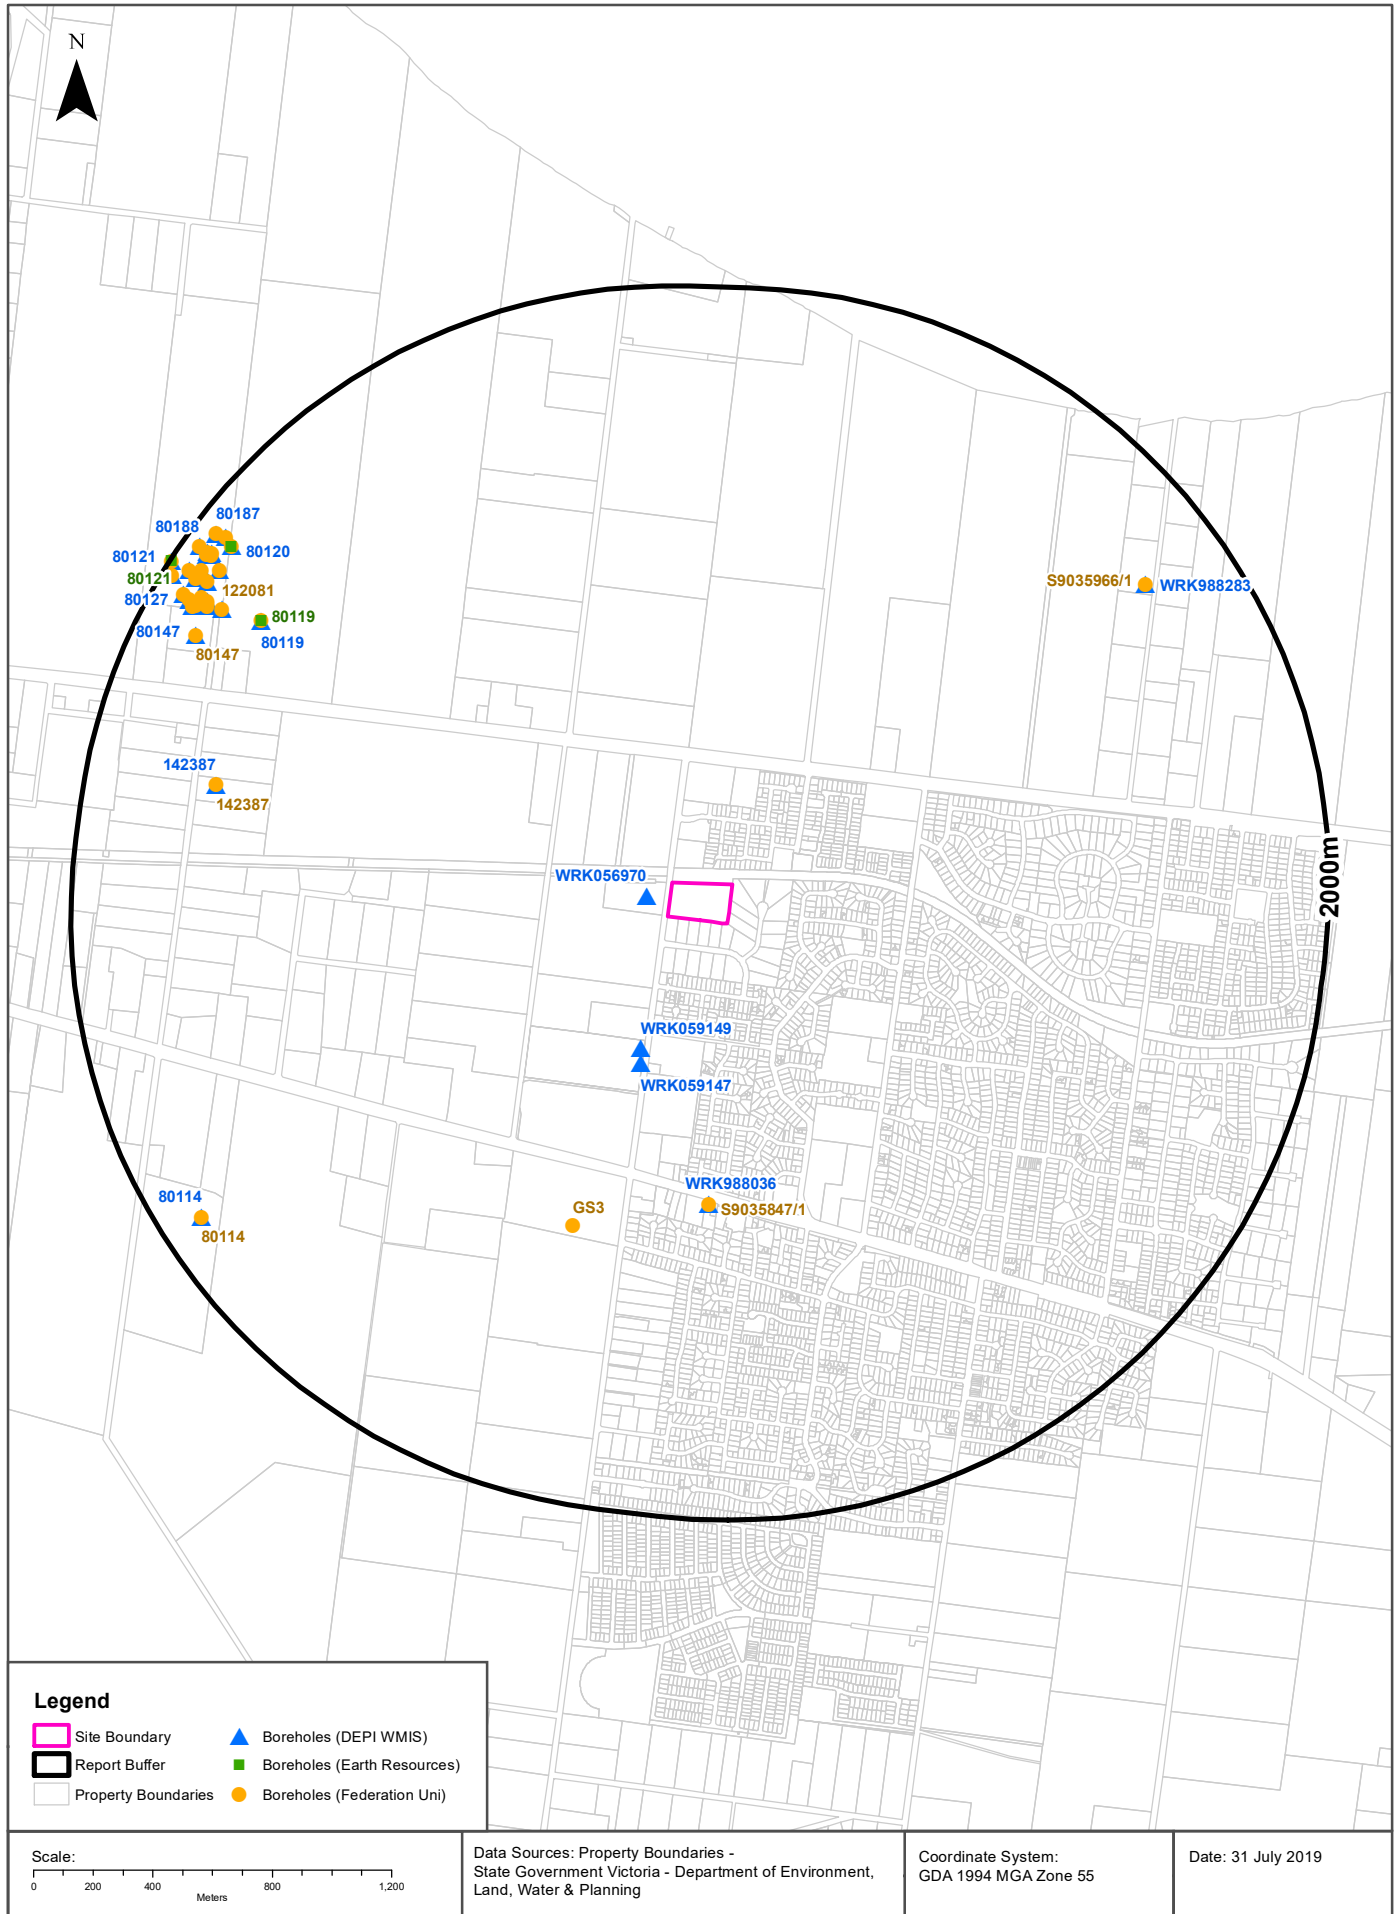 N
80187
80188
80120
80121
80121
122081
80127
80119
80147
80119
80147
S9035966/1
WRK988283
142387
142387
2000m
WRK056970
WRK059149
WRK059147
WRK988036
80114
GS3
S9035847/1
80114
Legend
Site Boundary
Boreholes (DEPI WMIS)
Report Buffer
Boreholes (Earth Resources)
Property Boundaries
Boreholes (Federation Uni)
Scale:
0 200 400 800 1,200
Meters
Data Sources: Property Boundaries -
State Government Victoria - Department of Environment,
Land, Water & Planning
Coordinate System:
GDA 1994 MGA Zone 55
Date: 31 July 2019